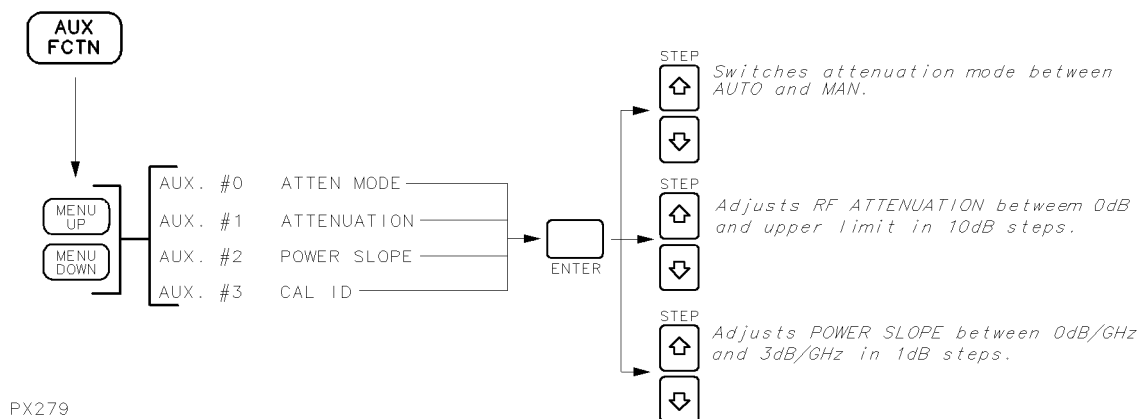 AUX
FCTN
MENU
UP
MENU
DOWN
AUX. #0 ATTEN MODE
AUX. #1 ATTENUATION
AUX. #2 POWER SLOPE
AUX. #3 CAL ID
ENTER
STEP
Switches attenuation mode between
AUTO and MAN.
STEP
Adjusts RF ATTENUATION betweem 0dB
and upper limit in 10dB steps.
STEP
Adjusts POWER SLOPE between 0dB/GHz
and 3dB/GHz in 1dB steps.
PX279